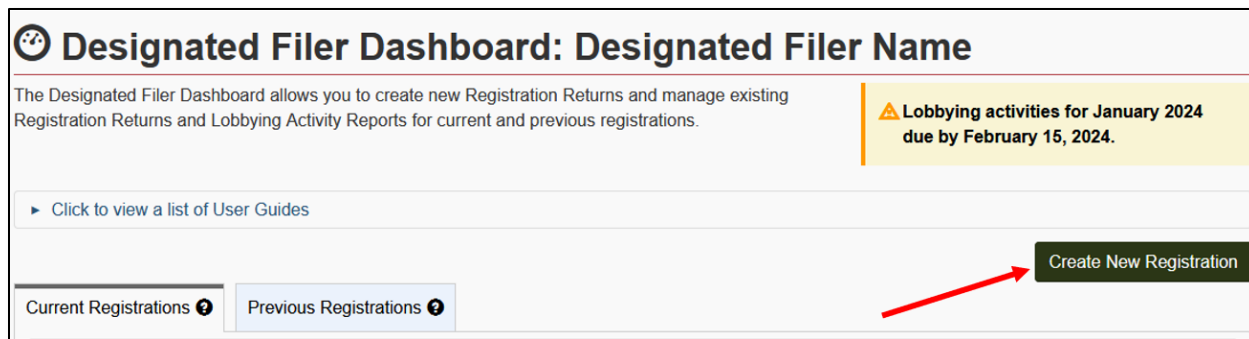 Designated Filer Dashboard: Designated Filer Name
The Designated Filer Dashboard allows you to create new Registration Returns and manage existing
Registration Returns and Lobbying Activity Reports for current and previous registrations.
Lobbying activities for January 2024
due by February 15, 2024.
Click to view a list of User Guides
Create New Registration
Current Registrations ?
Previous Registrations ?